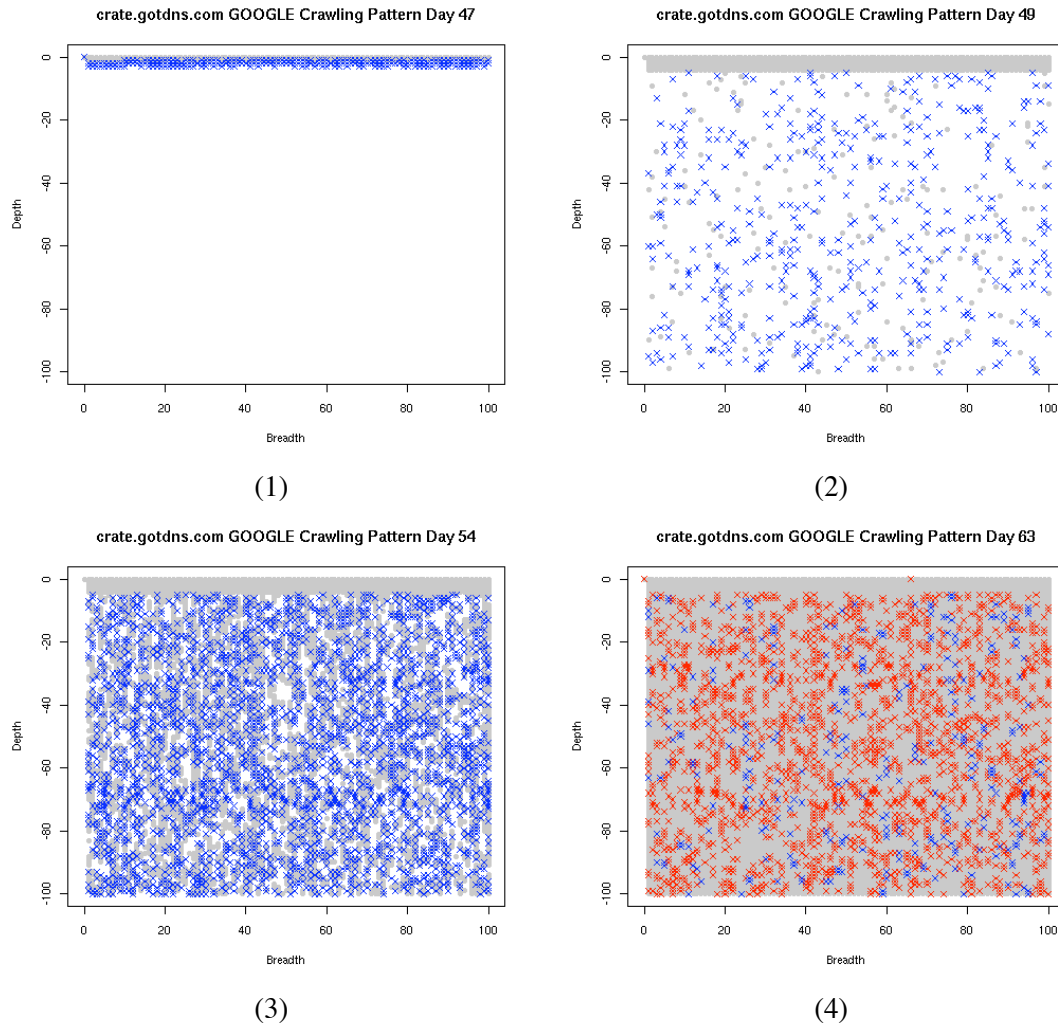 crate.gotdns.com GOOGLE Crawling Pattern Day 47
0
-20
-40
-60
-80
-100
Depth
0 20 40 60 80 100
Breadth
(1)
crate.gotdns.com GOOGLE Crawling Pattern Day 49
0
-20
-40
-60
-80
-100
Depth
0 20 40 60 80 100
Breadth
(2)
crate.gotdns.com GOOGLE Crawling Pattern Day 54
0
-20
-40
-60
-80
-100
Depth
0 20 40 60 80 100
Breadth
(3)
crate.gotdns.com GOOGLE Crawling Pattern Day 63
0
-20
-40
-60
-80
-100
Depth
0 20 40 60 80 100
Breadth
(4)